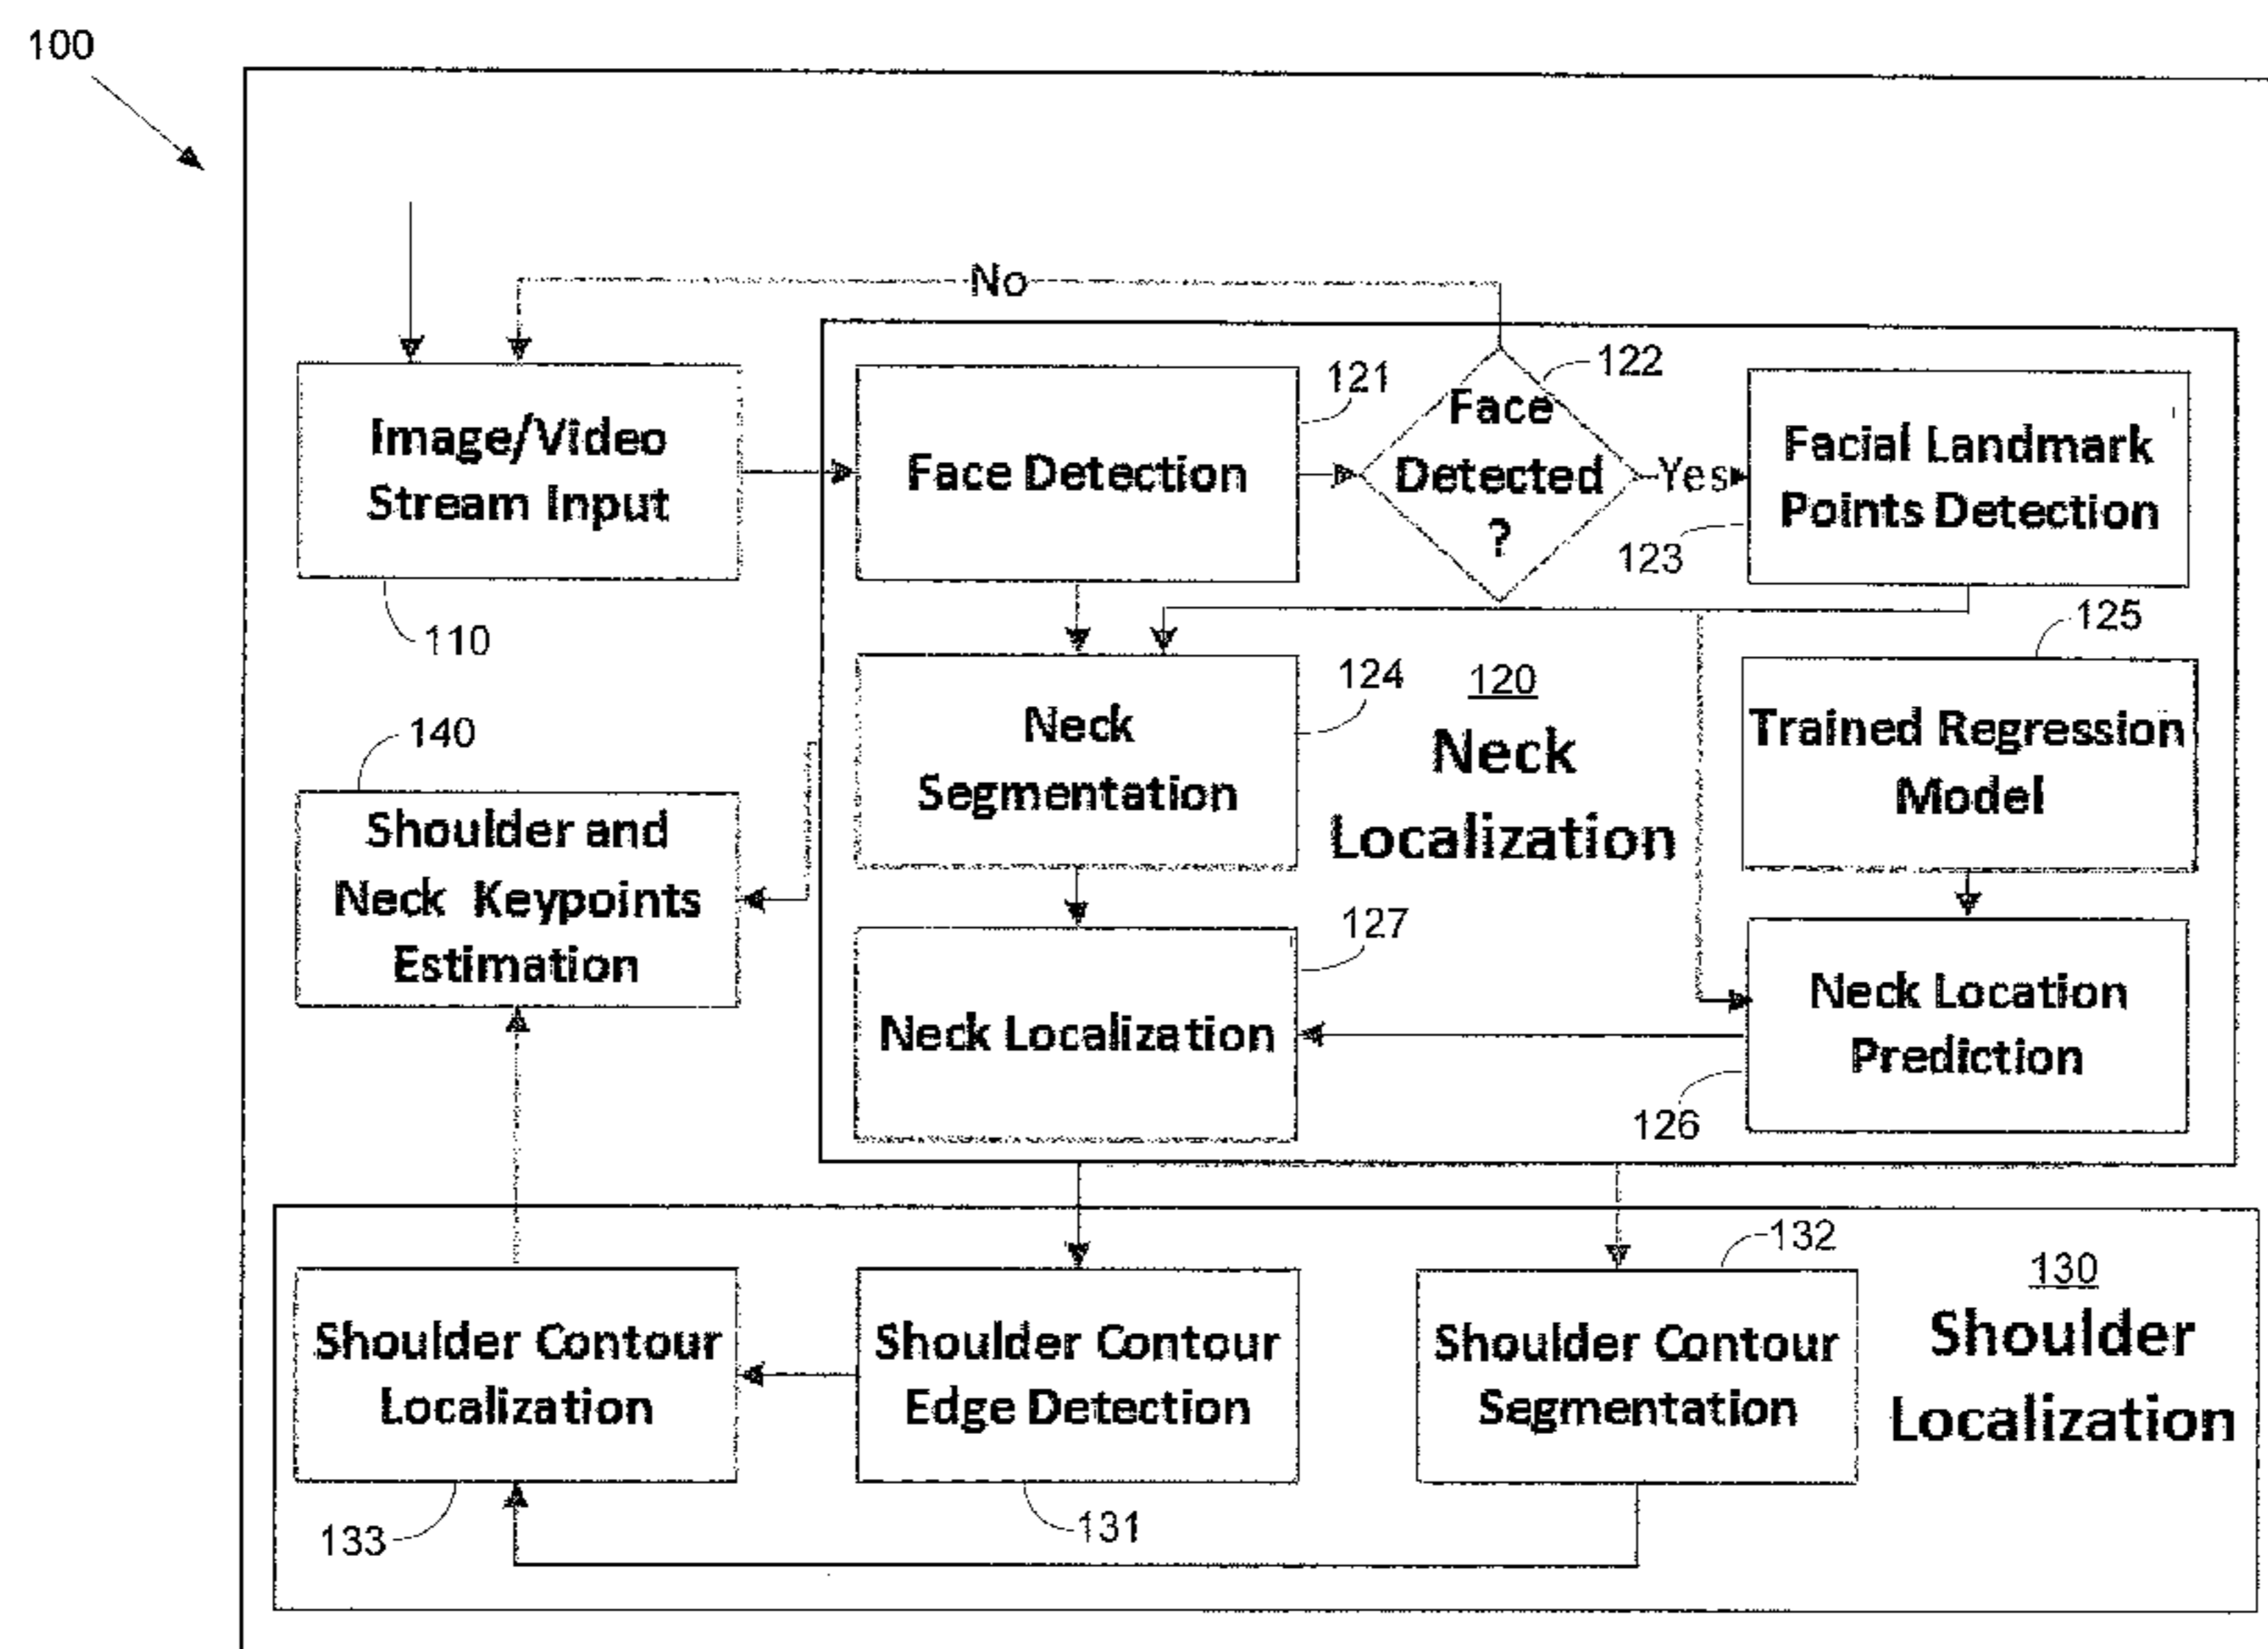 100
No
Image/Video
Stream Input
110
Face Detection
121
Face
Detected
?
122
Yes
Facial Landmark
Points Detection
123
Neck
Segmentation
124
120
Neck
Localization
125
Trained Regression
Model
140
Shoulder and
Neck Keypoints
Estimation
Neck Localization
127
Neck Location
Prediction
126
Shoulder Contour
Localization
133
Shoulder Contour
Edge Detection
131
Shoulder Contour
Segmentation
132
130
Shoulder
Localization